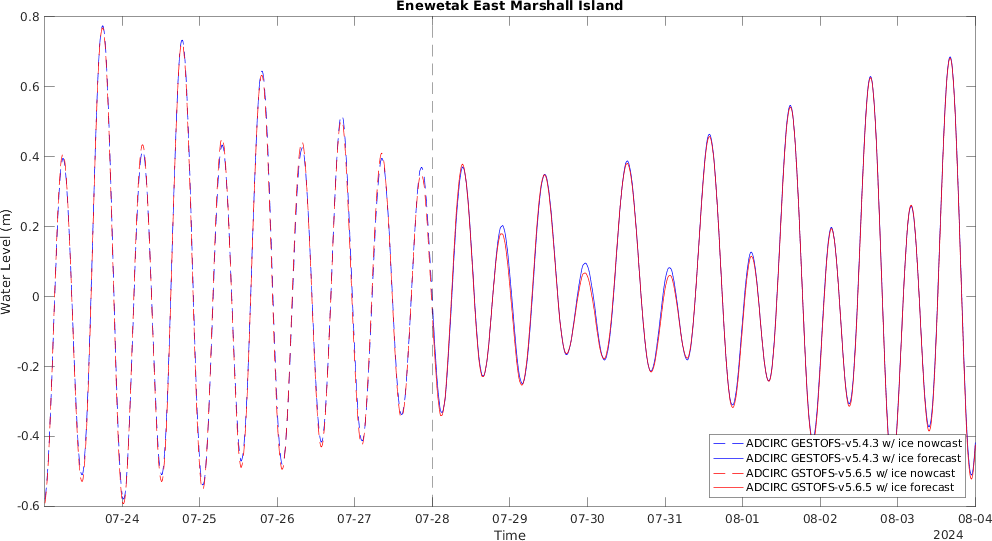 Enewetak East Marshall Island
0.8
0.6
0.4
0.2
0
-0.2
-0.4
-0.6
Water Level (m)
ADCIRC GESTOFS-v5.4.3 w/ ice nowcast
ADCIRC GESTOFS-v5.4.3 w/ ice forecast
ADCIRC GSTOFS-v5.6.5 w/ ice nowcast
ADCIRC GSTOFS-v5.6.5 w/ ice forecast
07-24 07-25 07-26 07-27 07-28 07-29 07-30 07-31 08-01 08-02 08-03 08-04
Time
2024